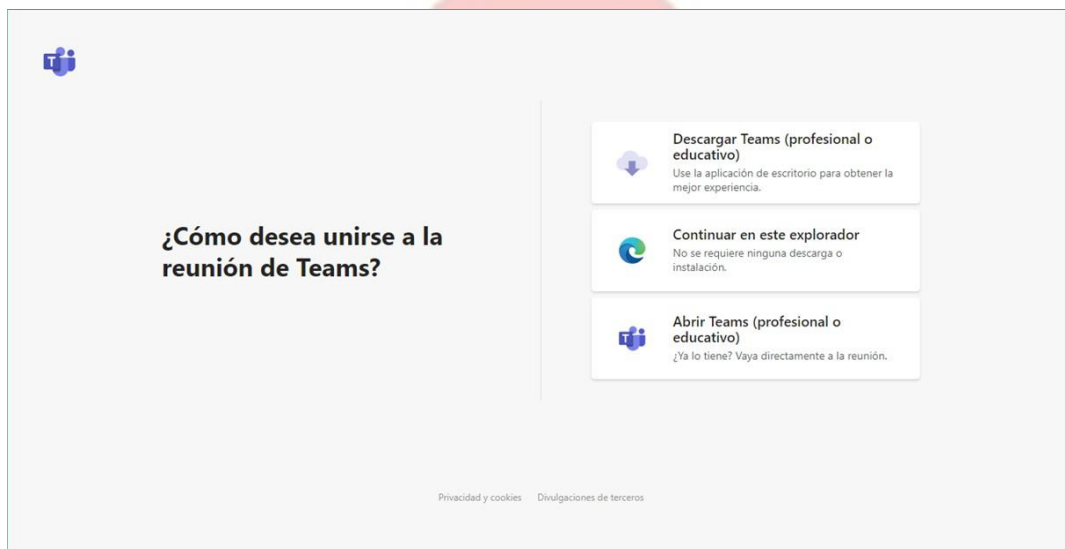 ¿Cómo desea unirse a la
reunión de Teams?
Descargar Teams (profesional o
educativo)
Use la aplicación de escritorio para obtener la
mejor experiencia.
Continuar en este explorador
No se requiere ninguna descarga o
instalación.
Abrir Teams (profesional o
educativo)
¿Ya lo tiene? Vaya directamente a la reunión.
Privacidad y cookies Divulgaciones de terceros